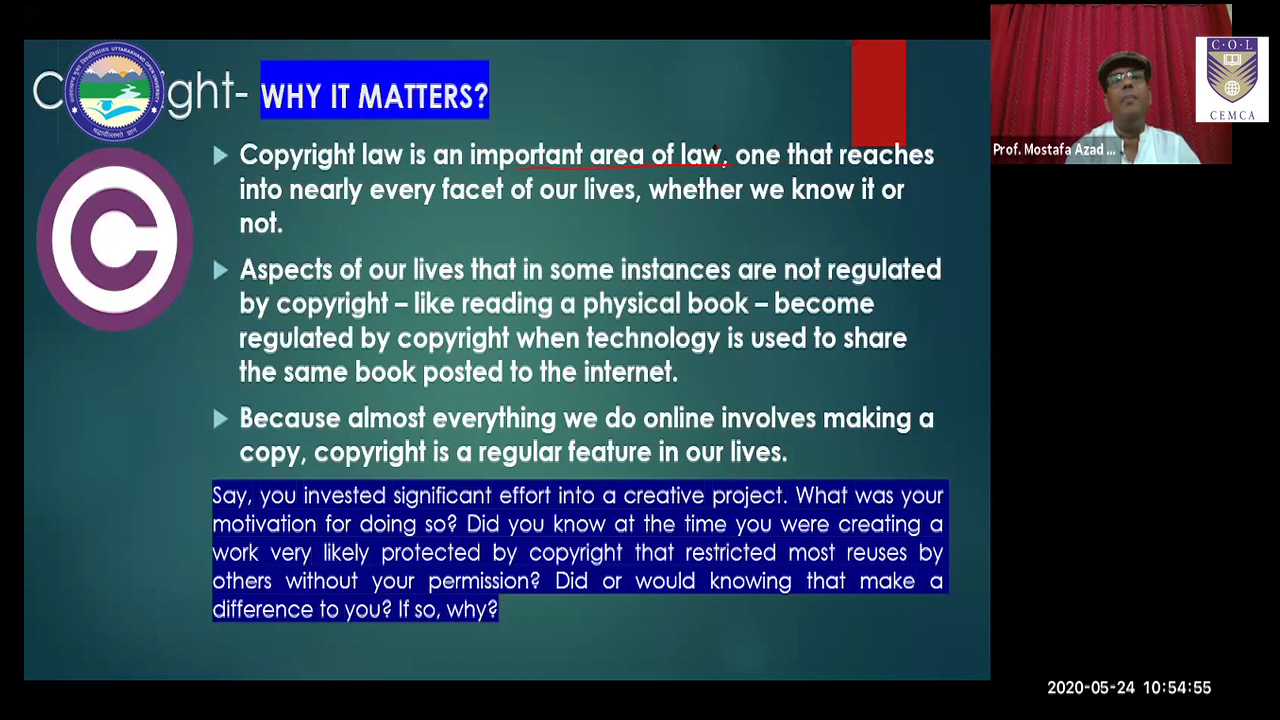 C ght- WHY IT MATTERS?
Copyright law is an important area of law, one that reaches
into nearly every facet of our lives, whether we know it or
not.
Aspects of our lives that in some instances are not regulated
by copyright – like reading a physical book – become
regulated by copyright when technology is used to share
the same book posted to the internet.
Because almost everything we do online involves making a
copy, copyright is a regular feature in our lives.
Say, you invested significant effort into a creative project. What was your
motivation for doing so? Did you know at the time you were creating a
work very likely protected by copyright that restricted most reuses by
others without your permission? Did or would knowing that make a
difference to you? If so, why?
C
Prof. Mostafa Azad ...
C·O·L
CEMCA
2020-05-24 10:54:55